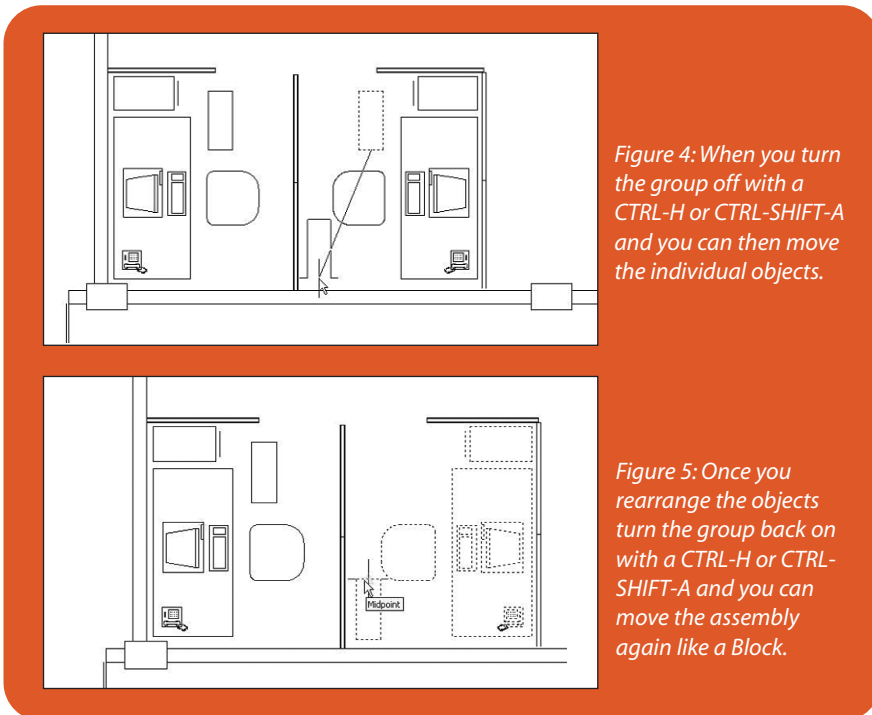 Figure 4: When you turn
the group off with a
CTRL-H or CTRL-SHIFT-A
and you can then move
the individual objects.
Midpoint
Figure 5: Once you
rearrange the objects
turn the group back on
with a CTRL-H or CTRL-
SHIFT-A and you can
move the assembly
again like a Block.